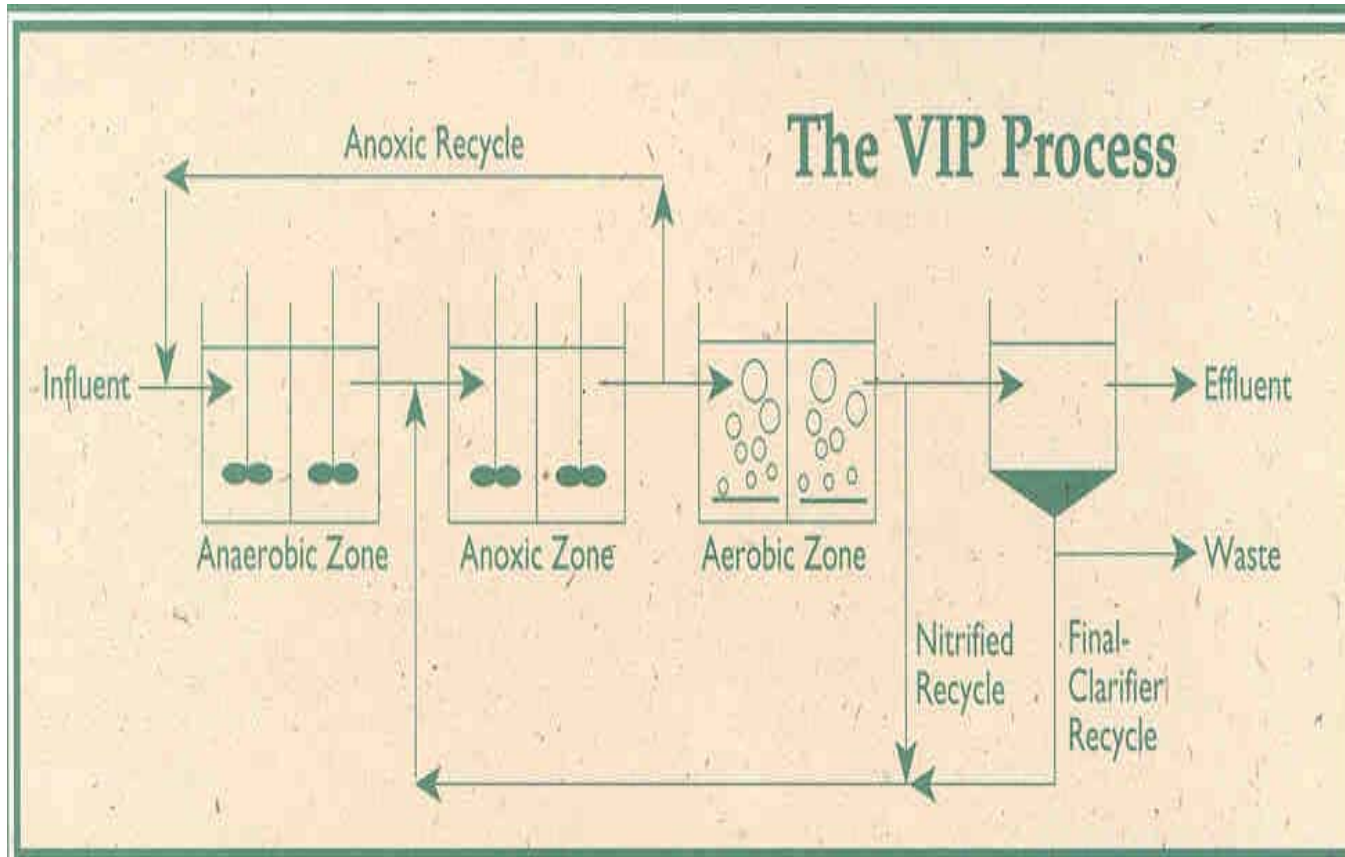 The VIP Process
Anoxic Recycle
Influent
Effluent
Anaerobic Zone
Anoxic Zone
Aerobic Zone
Waste
Nitrified
Recycle
Final-
Clarifier
Recycle